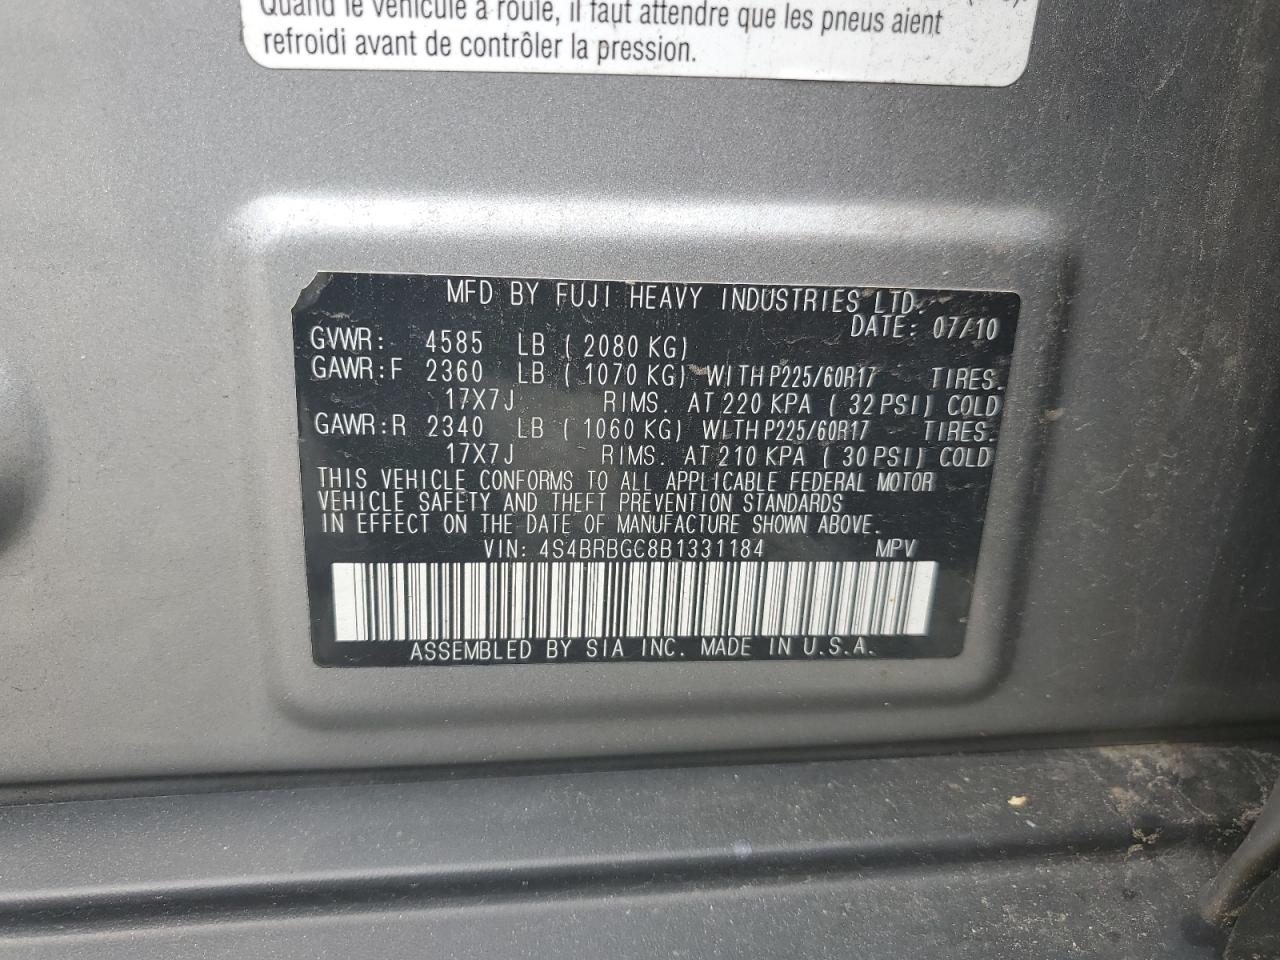 Quand le véhicule a roulé, il faut attendre que les pneus aient
refroidi avant de contrôler la pression.
MFD BY FUJI HEAVY INDUSTRIES LTD.
DATE: 07/10
GVWR: 4585 LB ( 2080 KG)
GAWR:F 2360 LB ( 1070 KG) WITH P225/60R17 TIRES.
17X7J RIMS. AT 220 KPA ( 32 PSI) COLD
GAWR:R 2340 LB ( 1060 KG) WITH P225/60R17 TIRES.
17X7J RIMS. AT 210 KPA ( 30 PSI) COLD
THIS VEHICLE CONFORMS TO ALL APPLICABLE FEDERAL MOTOR
VEHICLE SAFETY AND THEFT PREVENTION STANDARDS
IN EFFECT ON THE DATE OF MANUFACTURE SHOWN ABOVE.
VIN: 4S4BRBGC8B1331184 MPV
ASSEMBLED BY SIA INC. MADE IN U.S.A.